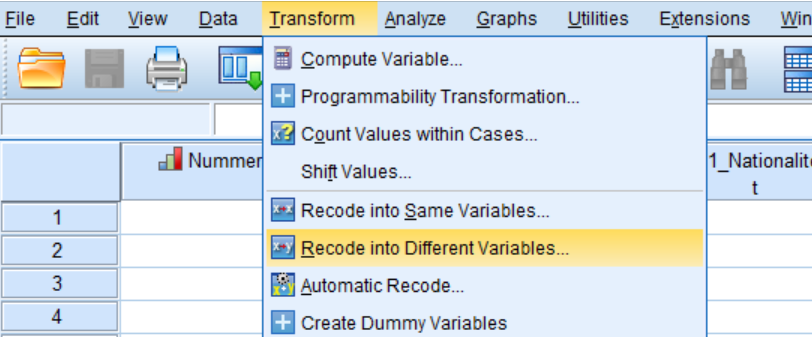 File Edit View Data Transform Analyze Graphs Utilities Extensions
Compute Variable...
Programmability Transformation...
Count Values within Cases...
Shift Values...
Nummer
1_Nationalite
t
Recode into Same Variables...
1
Recode into Different Variables...
2
Automatic Recode...
3
Create Dummy Variables
4